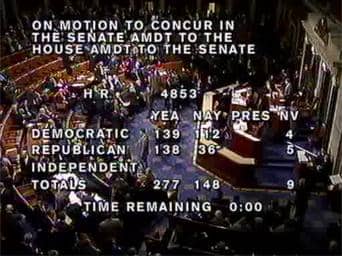 ON MOTION TO CONCUR IN
THE SENATE AMDT TO THE
HOUSE AMDT TO THE SENATE
H R 4853
YEA NAY PRES NV
DEMOCRATIC 139 112 4
REPUBLICAN 138 36 5
INDEPENDENT
TOTALS 277 148 9
TIME REMAINING 0:00